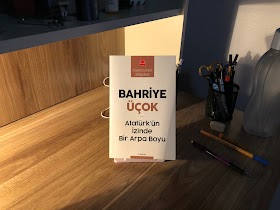 BAHRİYE
ÜÇOK
Atatürk'ün
İzinde
Bir Arpa Boyu